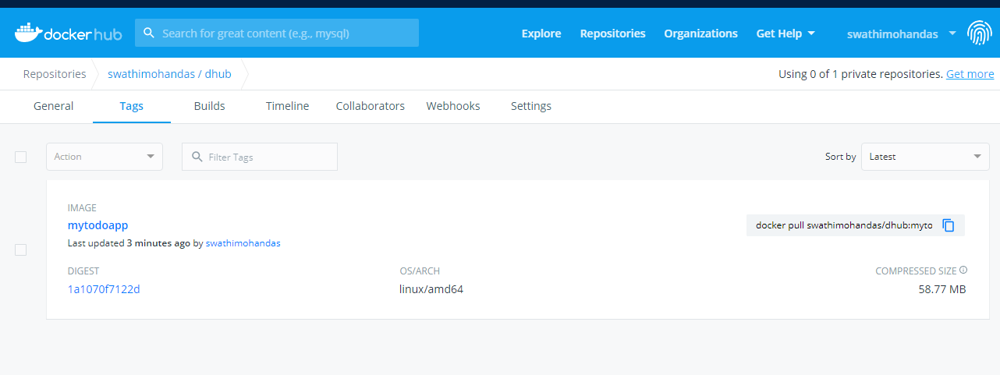 docker hub Search for great content (e.g., mysql) Explore Repositories Organizations Get Help swathimohandas
Repositories swathimohandas / dhub Using 0 of 1 private repositories. Get more
General Tags Builds Timeline Collaborators Webhooks Settings
Action Filter Tags Sort by Latest
IMAGE
mytodoapp docker pull swathimohandas/dhub:myto
Last updated 3 minutes ago by swathimohandas
DIGEST OS/ARCH COMPRESSED SIZE
1a1070f7122d linux/amd64 58.77 MB